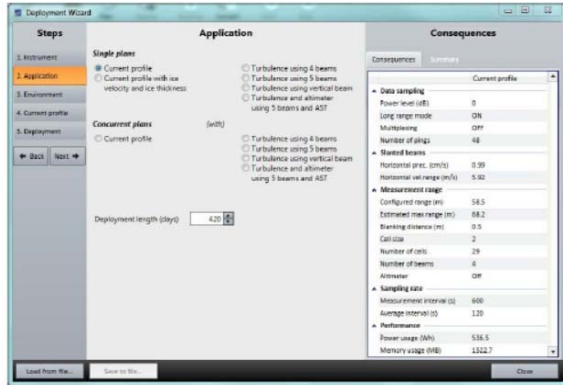 Deployment Wizard
Steps
1. Instrument
2. Application
3. Environment
4. Current profile
5. Deployment
Back Next
Application
Single plans
Current profile
Current profile with ice
velocity and ice thickness
Turbulence using 4 beams
Turbulence using 5 beams
Turbulence using vertical beam
Turbulence and altimeter
using 5 beams and AST
Concurrent plans (with)
Current profile
Turbulence using 4 beams
Turbulence using 5 beams
Turbulence using vertical beam
Turbulence and altimeter
using 5 beams and AST
Deployment length (days) 420
Consequences
Consequences Summary
Current profile
Data sampling
Power level (dB) 0
Long range mode ON
Multiplexing OFF
Number of pings 48
Slanted beams
Horizontal prec. (cm/s) 0.99
Horizontal vel range (m/s) 5.92
Measurement range
Configured range (m) 58.5
Estimated max range (m) 68.2
Blanking distance (m) 0.5
Cell size 2
Number of cells 29
Number of beams 4
Altimeter Off
Sampling rate
Measurement interval (s) 600
Average interval (s) 120
Performance
Power usage (Wh) 536.5
Memory usage (MB) 1522.7
Load from file... Save to file... Close